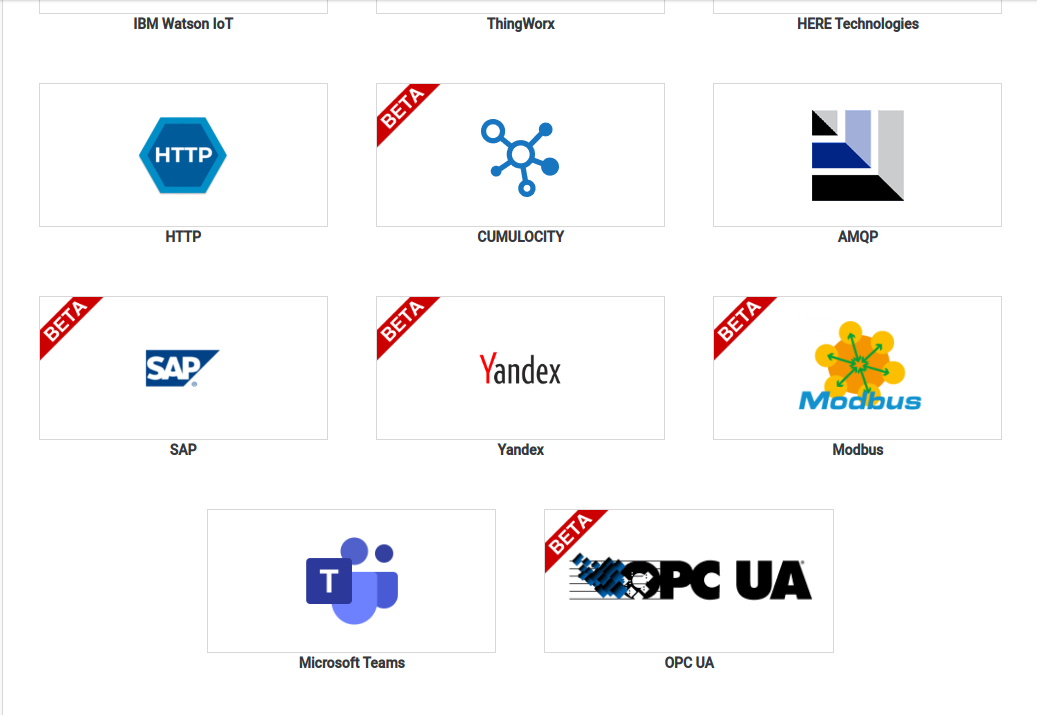 IBM Watson IoT
ThingWorx
HERE Technologies
HTTP
BETA
HTTP
CUMULOCITY
AMQP
BETA
SAP
BETA
Yandex
BETA
Modbus
SAP
Yandex
Modbus
T
BETA
OPC UA
Microsoft Teams
OPC UA